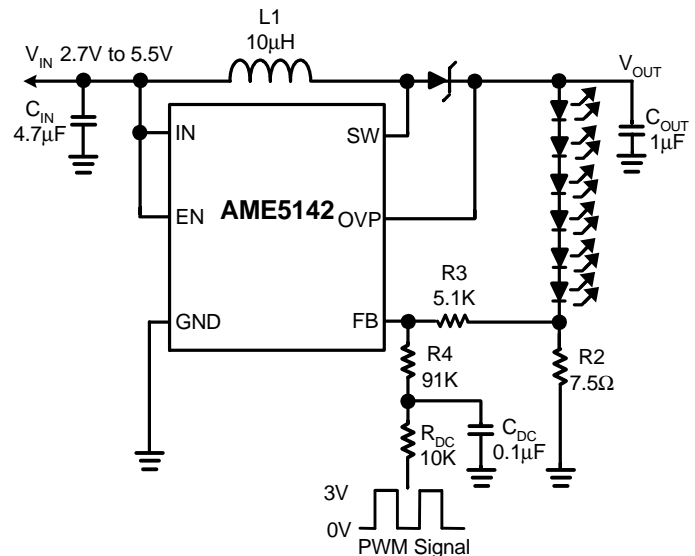 L1
10μH
VIN 2.7V to 5.5V
VOUT
CIN
4.7μF
COUT
1μF
IN
SW
AME5142
EN
OVP
R3
5.1K
GND
FB
R4
91K
R2
7.5Ω
RDC
10K
CDC
0.1μF
3V
0V
PWM Signal